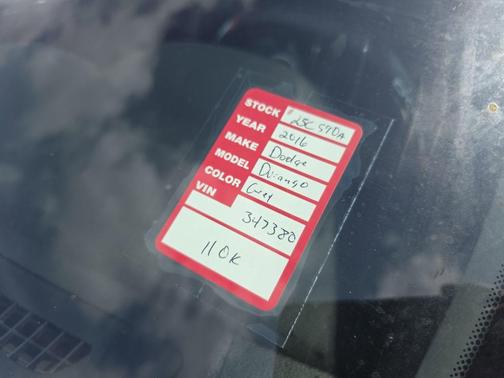 STOCK # 25C570A
YEAR 2016
MAKE Dodge
MODEL Durango
COLOR Grey
VIN 347380
110K